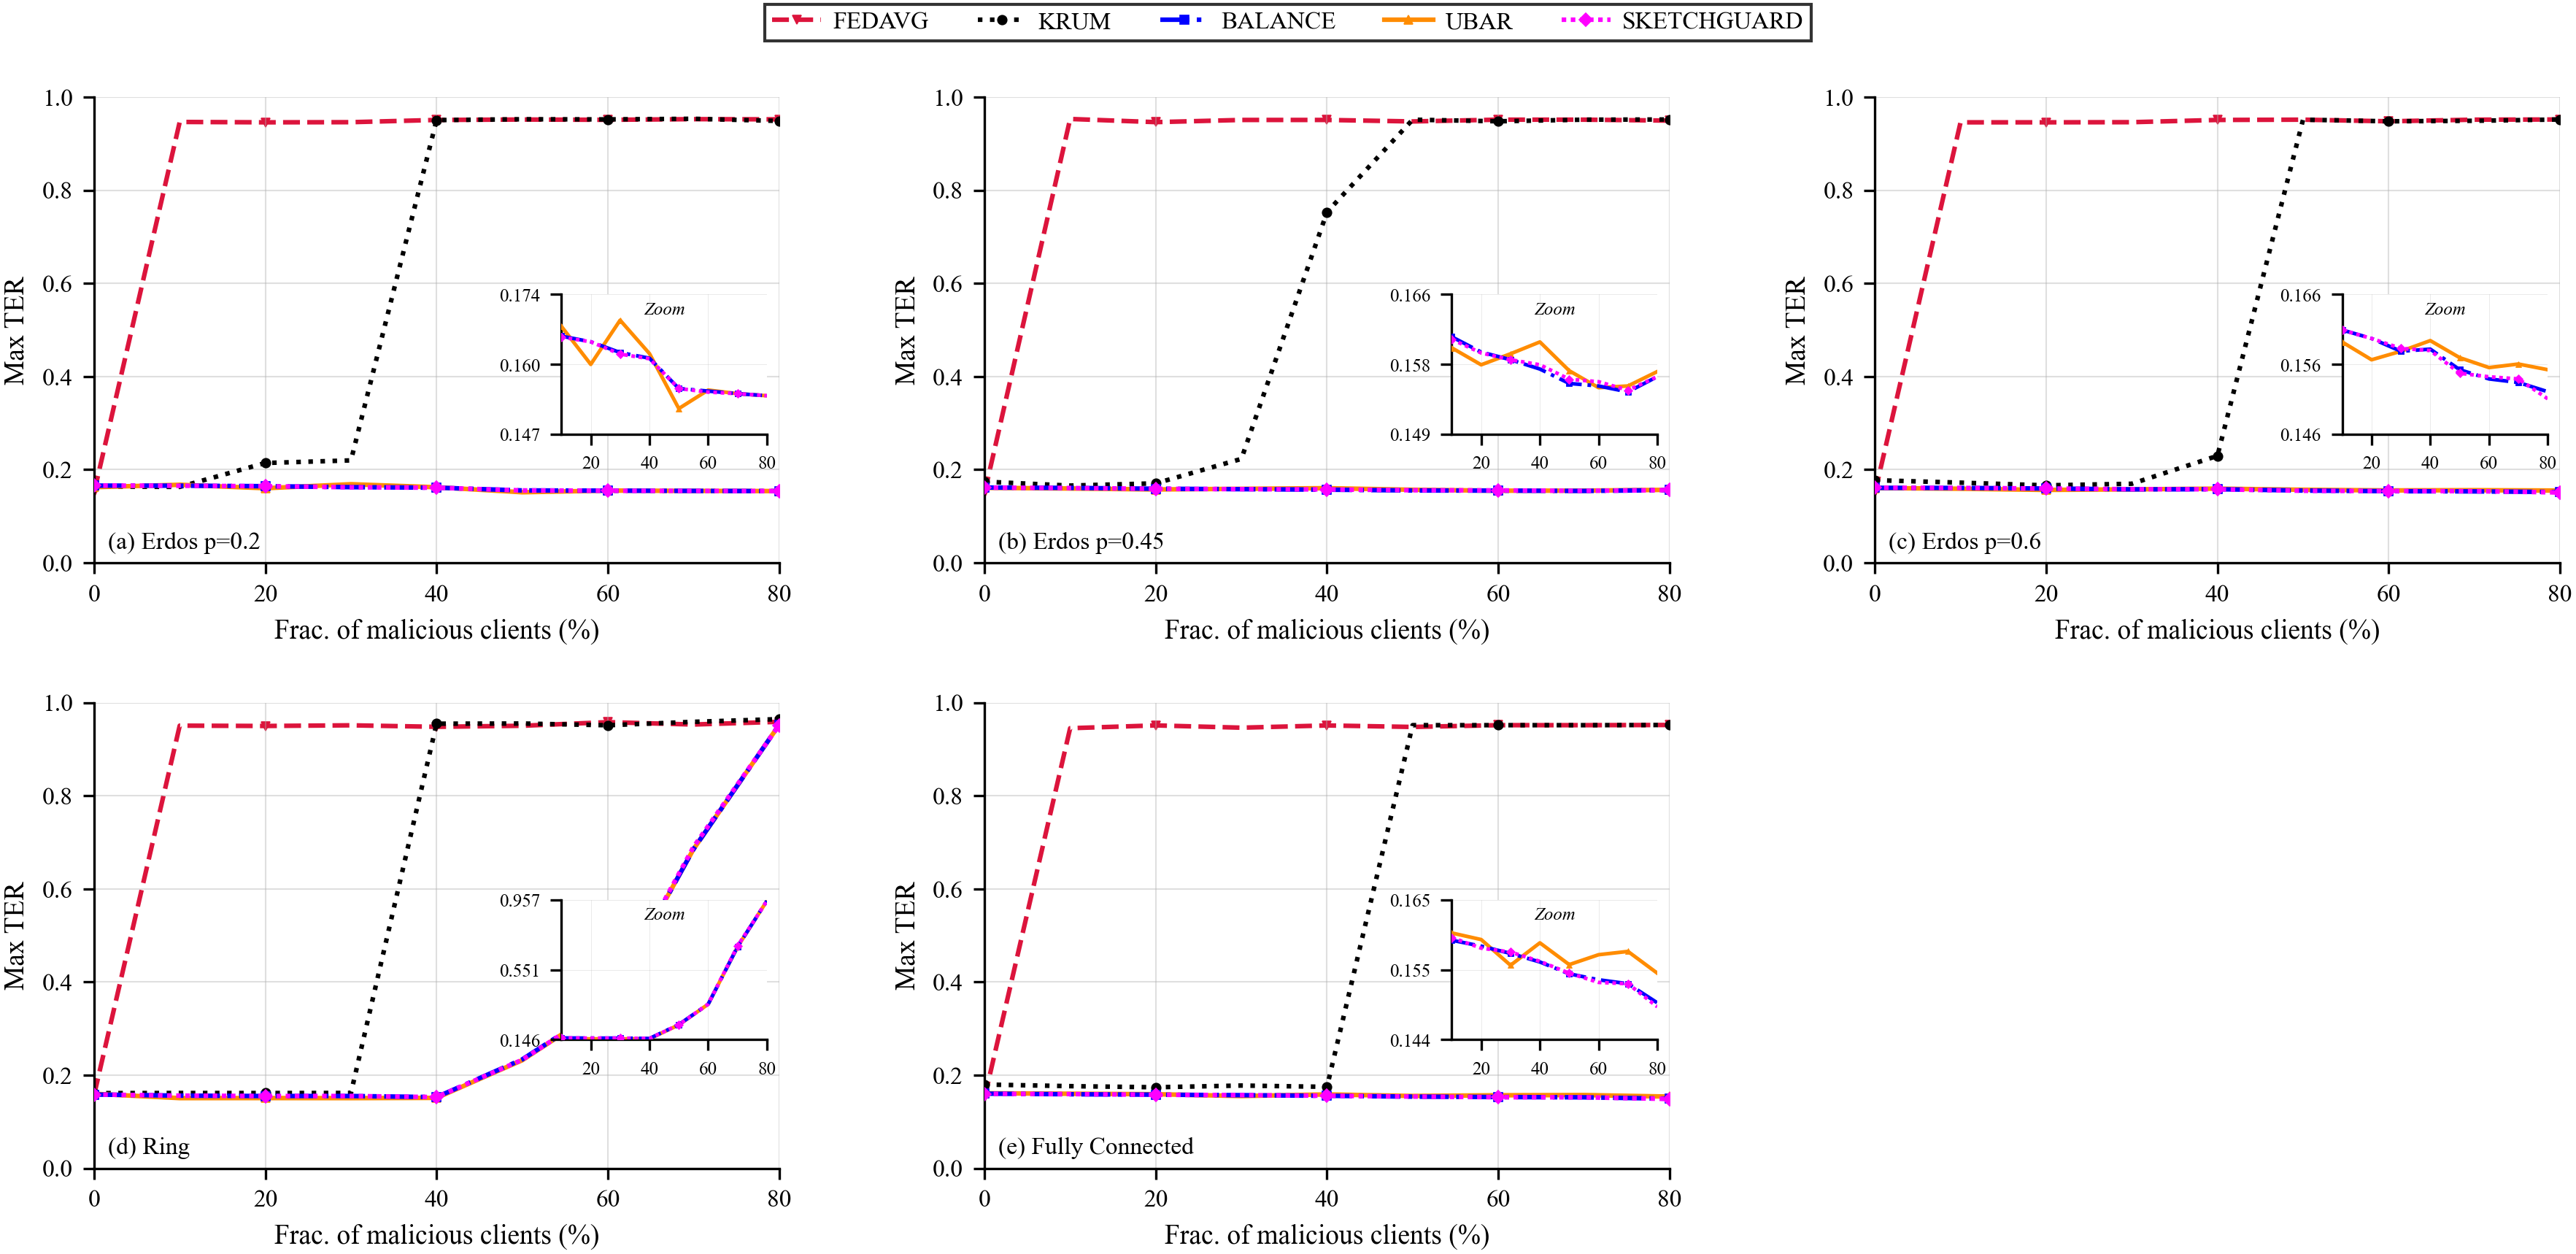 FEDAVG KRUM BALANCE UBAR SKETCHGUARD
Max TER
1.0
0.8
0.6
0.4
0.2
0.0
0 20 40 60 80
Frac. of malicious clients (%)
(a) Erdos p=0.2
Zoom
0.174
0.160
0.147
20 40 60 80
Max TER
1.0
0.8
0.6
0.4
0.2
0.0
0 20 40 60 80
Frac. of malicious clients (%)
(b) Erdos p=0.45
Zoom
0.166
0.158
0.149
20 40 60 80
Max TER
1.0
0.8
0.6
0.4
0.2
0.0
0 20 40 60 80
Frac. of malicious clients (%)
(c) Erdos p=0.6
Zoom
0.166
0.156
0.146
20 40 60 80
Max TER
1.0
0.8
0.6
0.4
0.2
0.0
0 20 40 60 80
Frac. of malicious clients (%)
(d) Ring
Zoom
0.957
0.551
0.146
20 40 60 80
Max TER
1.0
0.8
0.6
0.4
0.2
0.0
0 20 40 60 80
Frac. of malicious clients (%)
(e) Fully Connected
Zoom
0.165
0.155
0.144
20 40 60 80